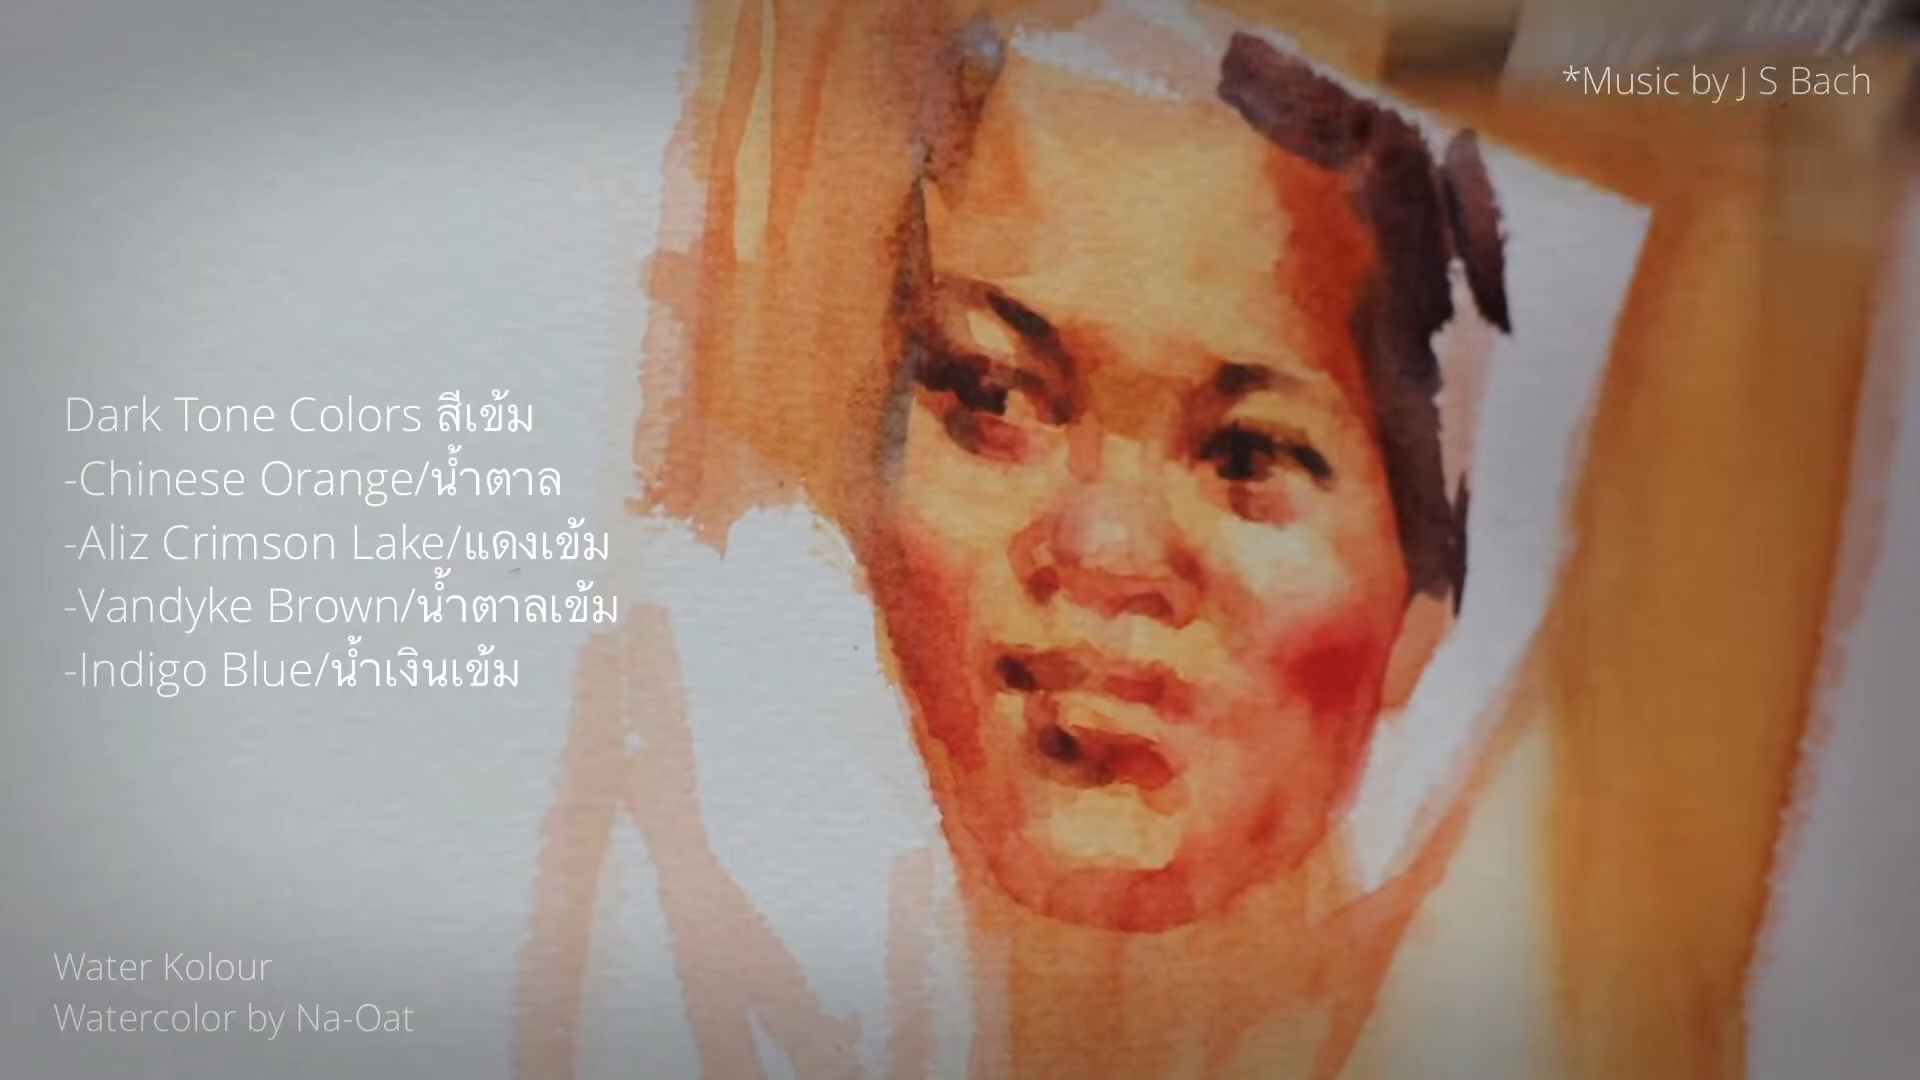 *Music by J S Bach
Dark Tone Colors สีเข้ม
-Chinese Orange/น้ำตาล
-Aliz Crimson Lake/แดงเข้ม
-Vandyke Brown/น้ำตาลเข้ม
-Indigo Blue/น้ำเงินเข้ม
Water Kolour
Watercolor by Na-Oat